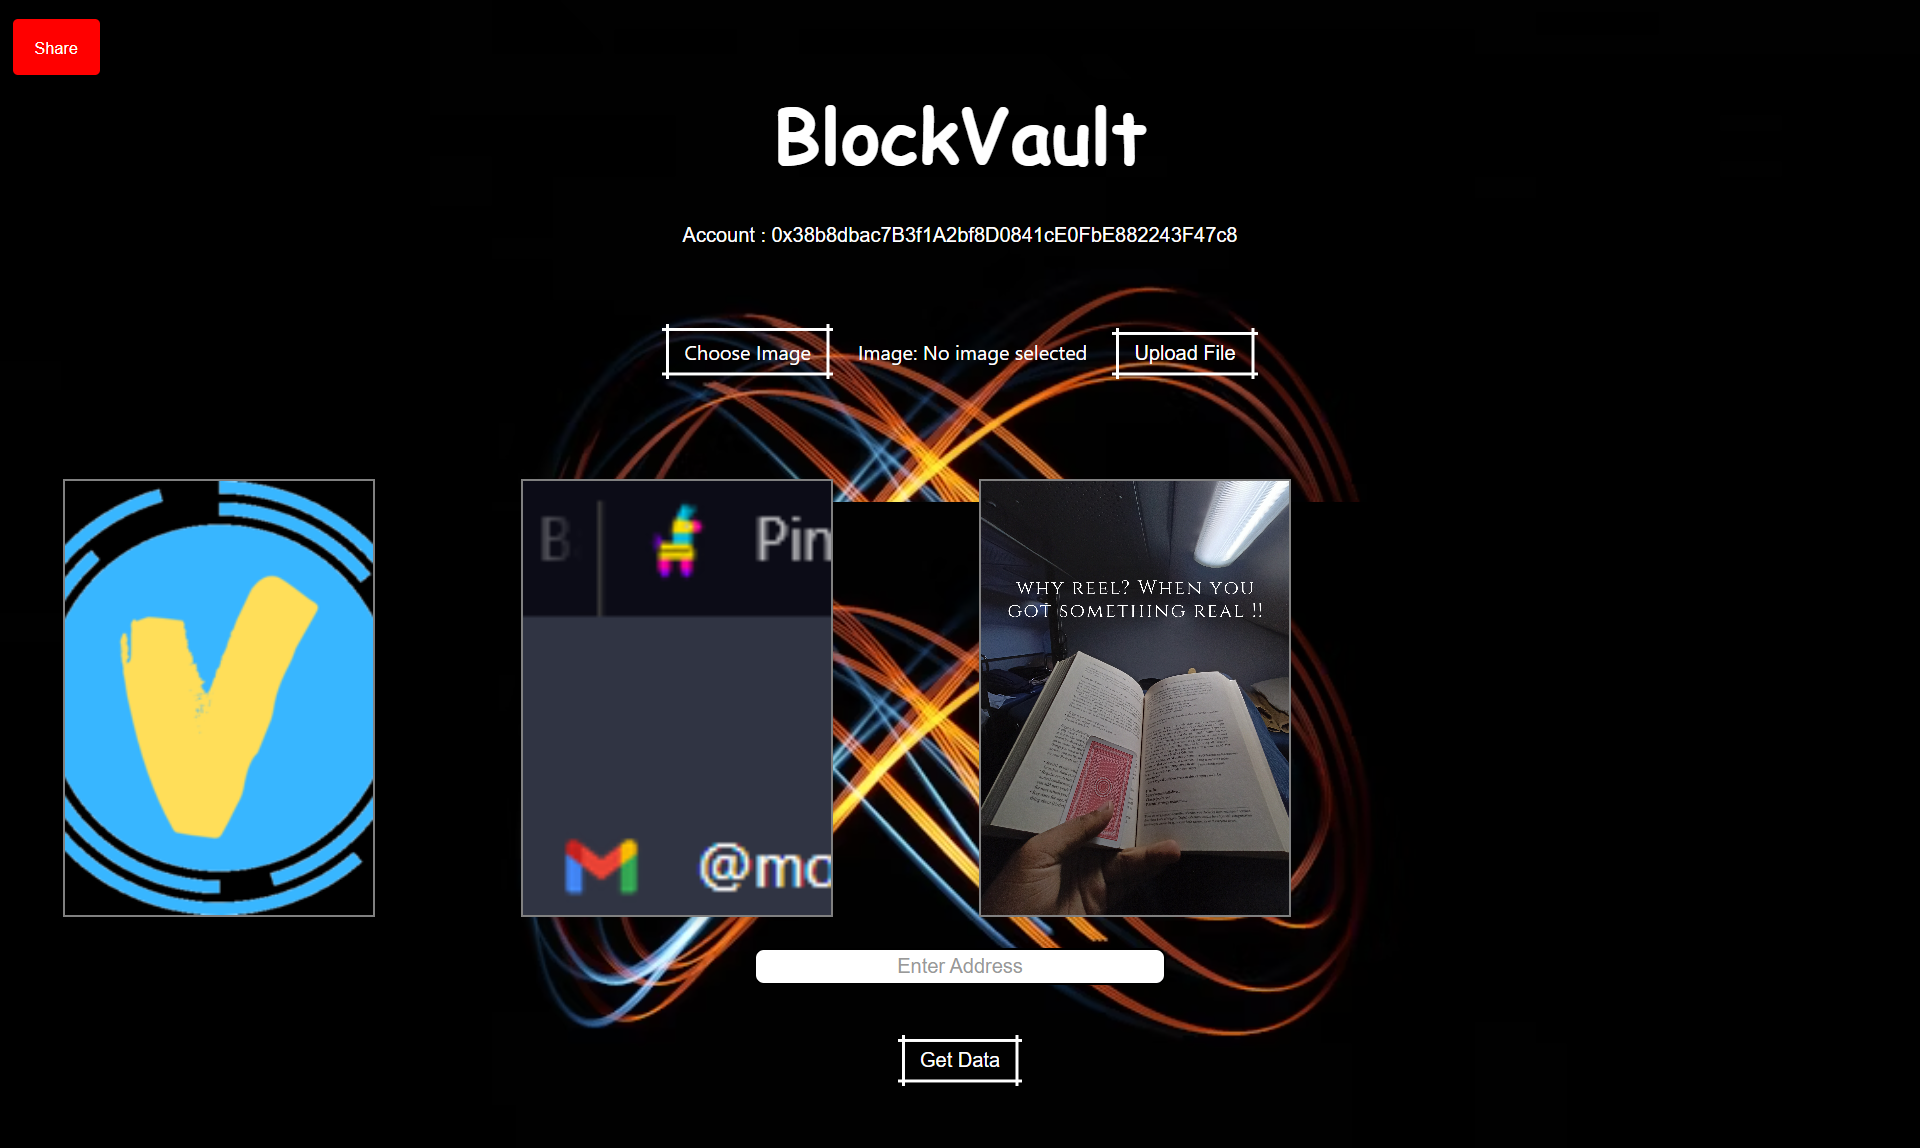 Share
BlockVault
Account : 0x38b8dbac7B3f1A2bf8D0841cE0FbE882243F47c8
Choose Image
Image: No image selected
Upload File
V
B
Pin
WHY REEL? WHEN YOU
GOT SOMETHING REAL !!
@mc
Enter Address
Get Data